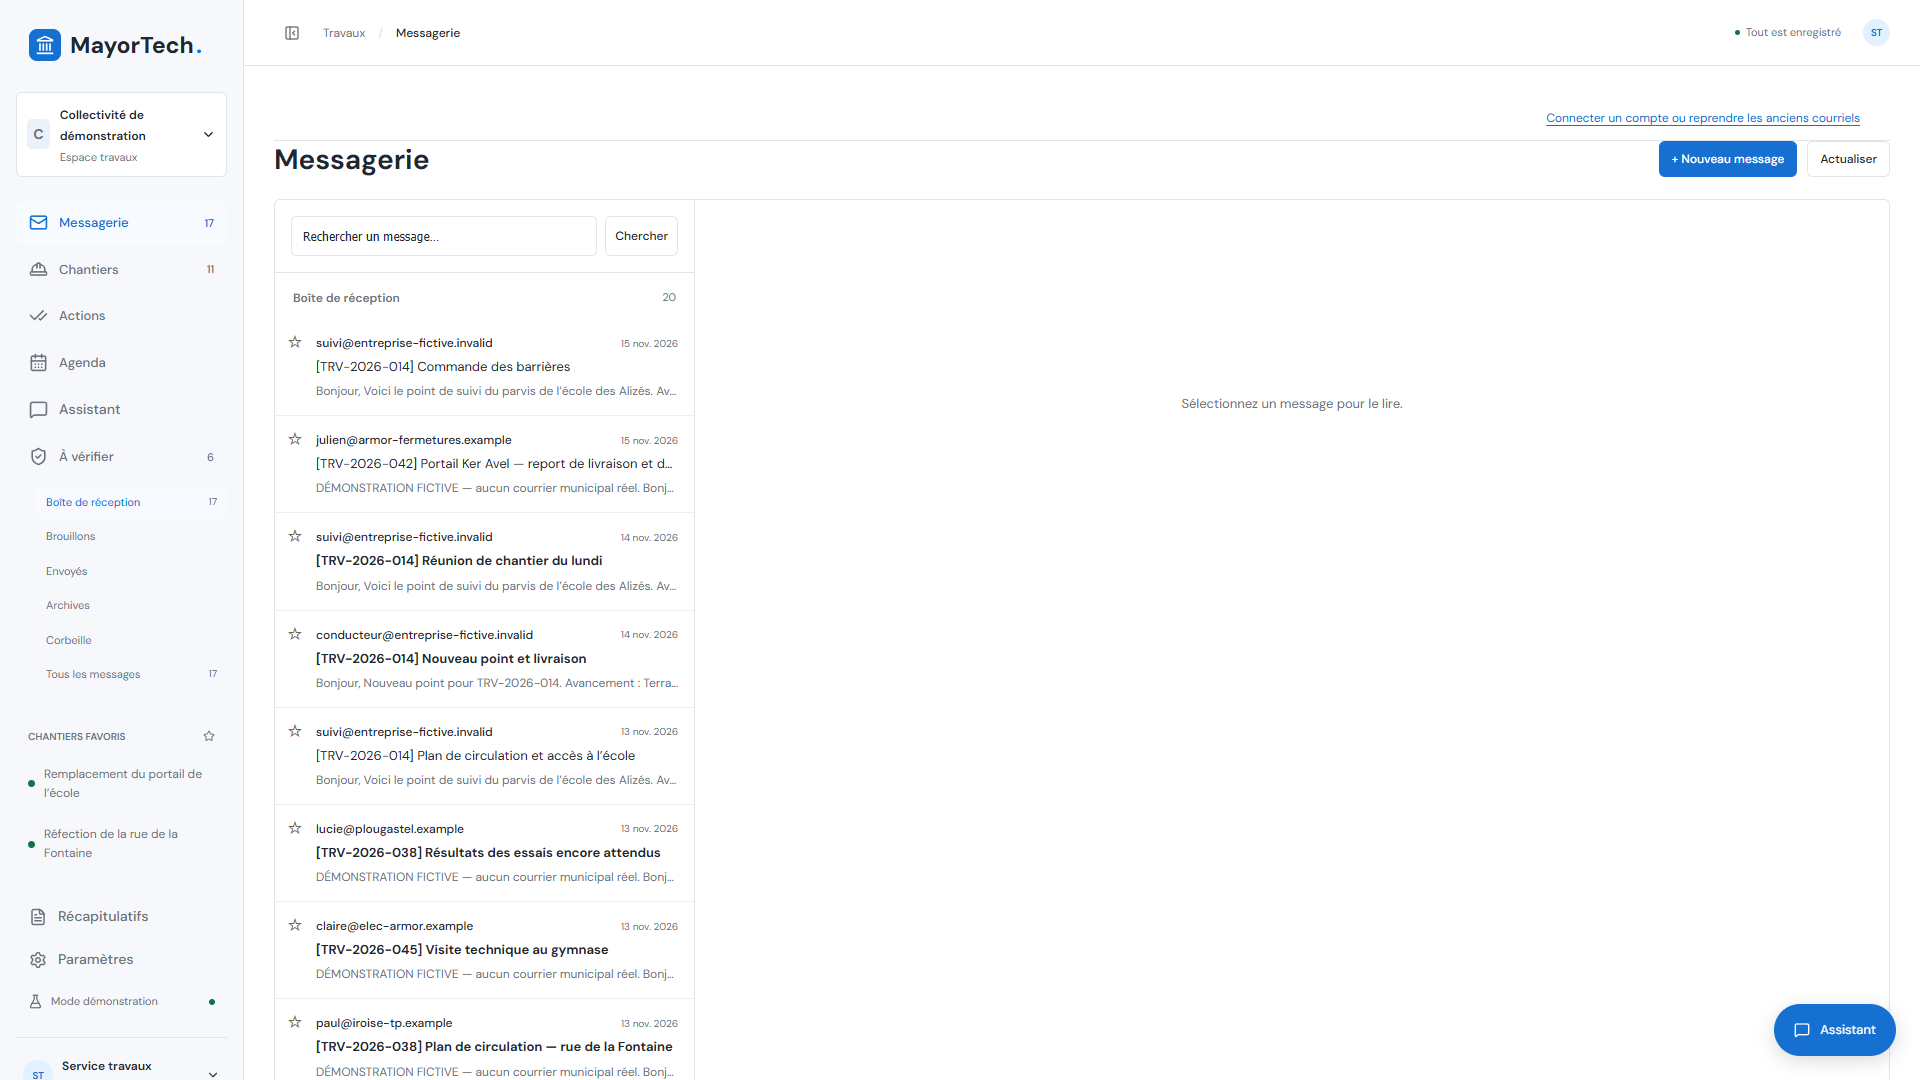 MayorTech.
Collectivité de
démonstration
C
Espace travaux
Messagerie 17
Chantiers 11
Actions
Agenda
Assistant
À vérifier 6
Boîte de réception 17
Brouillons
Envoyés
Archives
Corbeille
Tous les messages 17
CHANTIERS FAVORIS
Remplacement du portail de
l’école
Réfection de la rue de la
Fontaine
Récapitulatifs
Paramètres
Mode démonstration
ST
Service travaux
Travaux / Messagerie
Tout est enregistré
ST
Connecter un compte ou reprendre les anciens courriels
Messagerie
+ Nouveau message
Actualiser
Rechercher un message…
Chercher
Boîte de réception 20
suivi@entreprise-fictive.invalid 15 nov. 2026
[TRV-2026-014] Commande des barrières
Bonjour, Voici le point de suivi du parvis de l’école des Alizés. Av…
julien@armor-fermetures.example 15 nov. 2026
[TRV-2026-042] Portail Ker Avel — report de livraison et d…
DÉMONSTRATION FICTIVE — aucun courrier municipal réel. Bonj…
suivi@entreprise-fictive.invalid 14 nov. 2026
[TRV-2026-014] Réunion de chantier du lundi
Bonjour, Voici le point de suivi du parvis de l’école des Alizés. Av…
conducteur@entreprise-fictive.invalid 14 nov. 2026
[TRV-2026-014] Nouveau point et livraison
Bonjour, Nouveau point pour TRV-2026-014. Avancement : Terra…
suivi@entreprise-fictive.invalid 13 nov. 2026
[TRV-2026-014] Plan de circulation et accès à l’école
Bonjour, Voici le point de suivi du parvis de l’école des Alizés. Av…
lucie@plougastel.example 13 nov. 2026
[TRV-2026-038] Résultats des essais encore attendus
DÉMONSTRATION FICTIVE — aucun courrier municipal réel. Bonj…
claire@elec-armor.example 13 nov. 2026
[TRV-2026-045] Visite technique au gymnase
DÉMONSTRATION FICTIVE — aucun courrier municipal réel. Bonj…
paul@iroise-tp.example 13 nov. 2026
[TRV-2026-038] Plan de circulation — rue de la Fontaine
DÉMONSTRATION FICTIVE — aucun courrier municipal réel. Bonj…
Sélectionnez un message pour le lire.
Assistant